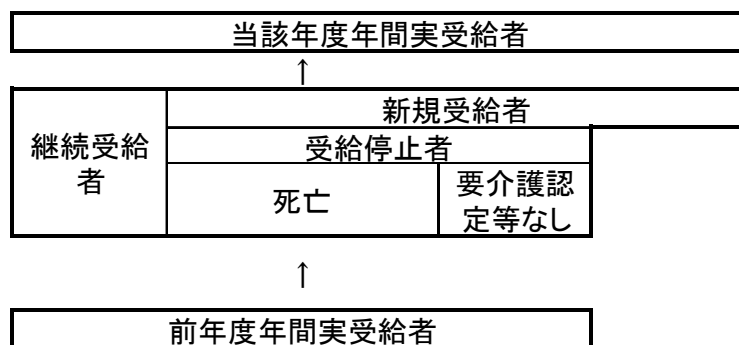 当該年度年間実受給者
↑
新規受給者
継続受給
者
受給停止者
死亡
要介護認
定等なし
↑
前年度年間実受給者